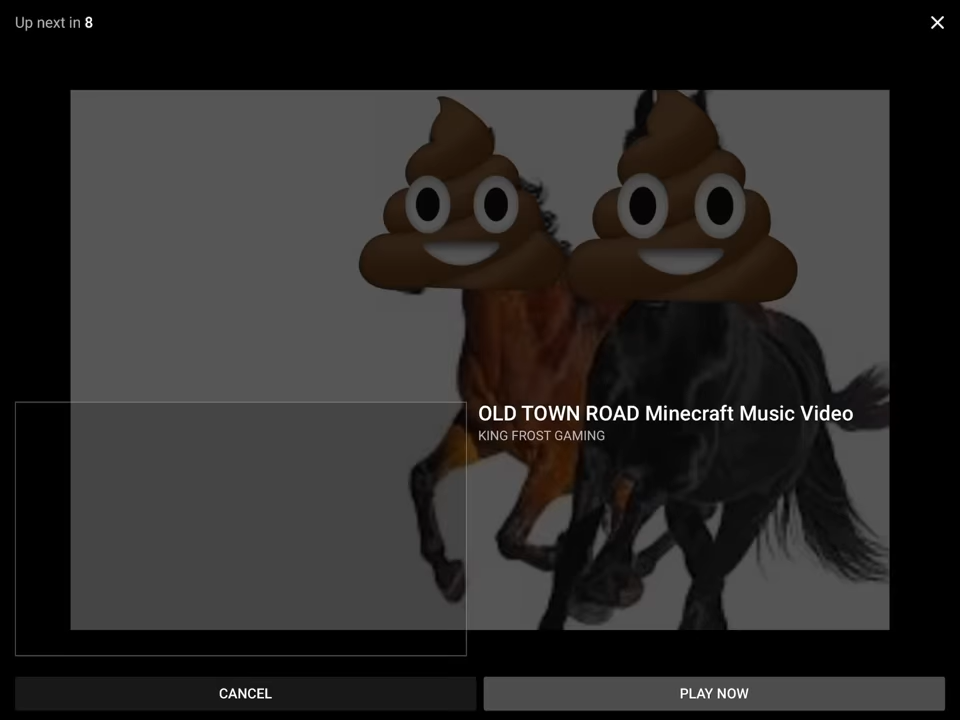 Up next in 8
OLD TOWN ROAD Minecraft Music Video
KING FROST GAMING
CANCEL
PLAY NOW